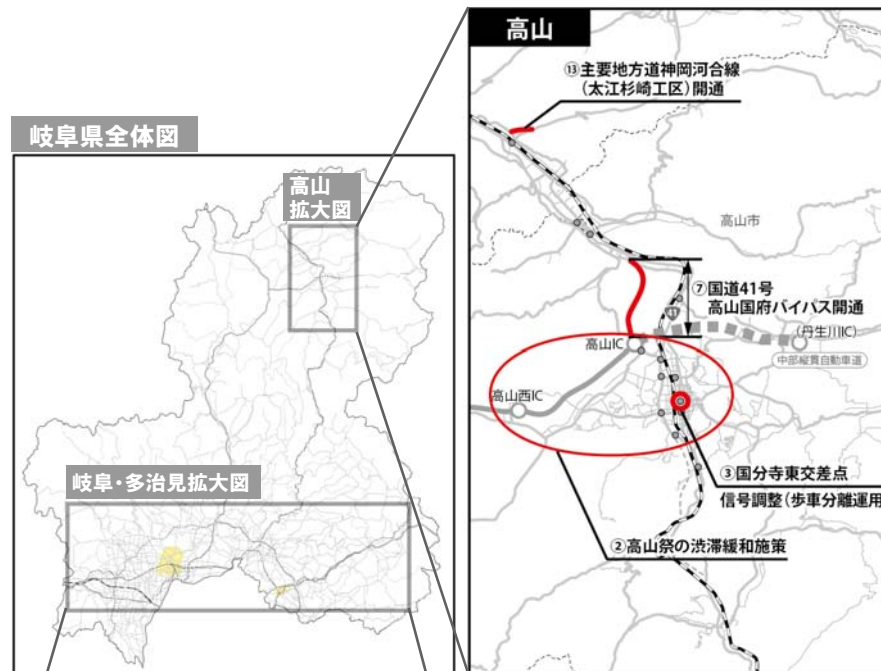 岐阜県全体図
高山
拡大図
岐阜・多治見拡大図
高山
⑬主要地方道神岡河合線
(太江杉崎工区)開通
高山市
⑦国道41号
高山国府バイパス開通
41
(丹生川IC)
高山IC
中部縦貫自動車道
高山西IC
③国分寺東交差点
信号調整(歩車分離運用
②高山祭の渋滞緩和施策